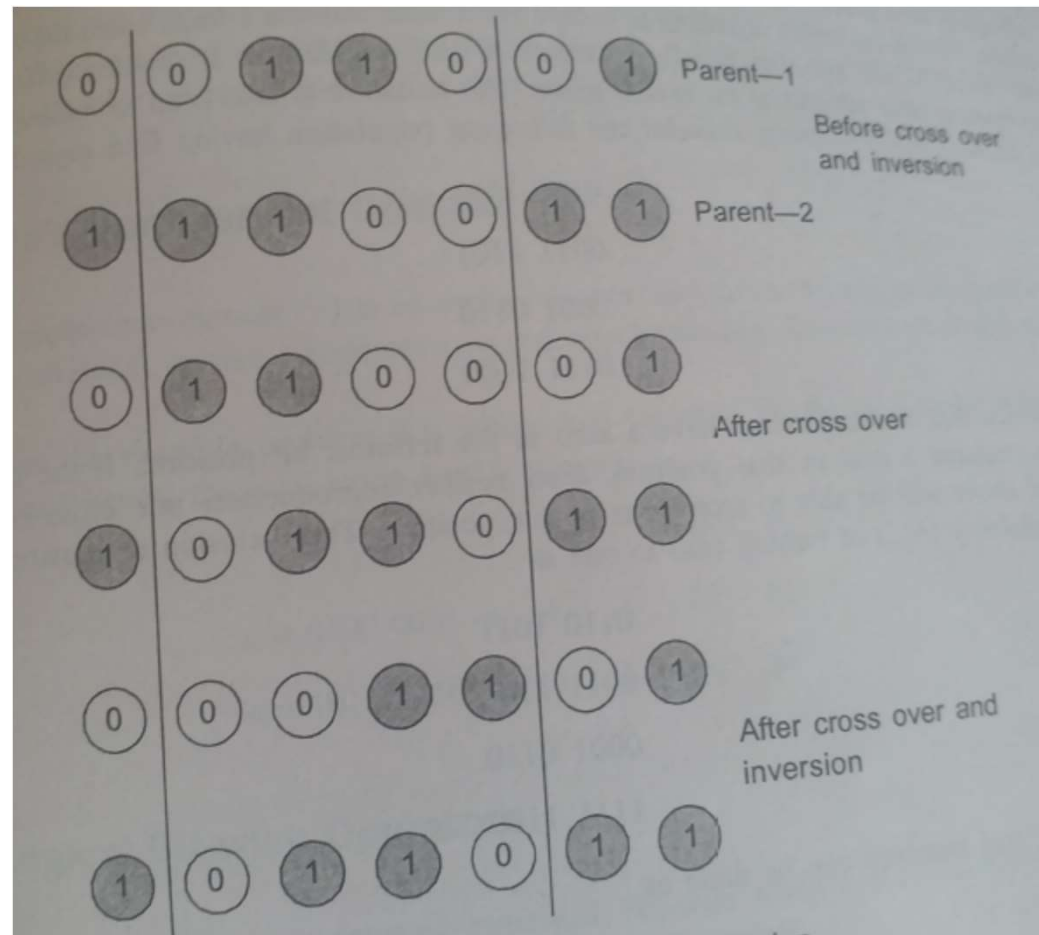 0 0 1 1 0 0 1 Parent—1
Before cross over
and inversion
1 1 1 0 0 1 1 Parent—2
0 1 1 0 0 0 1
After cross over
1 0 1 1 0 1 1
0 0 0 1 1 0 1
After cross over and
inversion
1 0 1 1 0 1 1